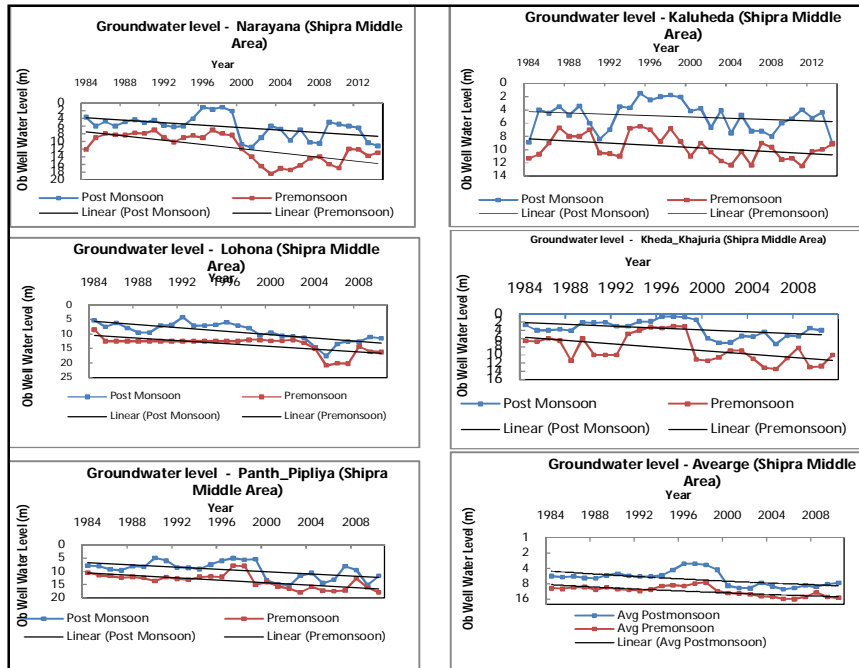 Groundwater level - Narayana (Shipra Middle
Area)
Year
1984 1988 1992 1996 2000 2004 2008 2012
Ob Well Water Level (m)
0
2
4
6
8
10
12
14
16
18
20
Post Monsoon Premonsoon
Linear (Post Monsoon) Linear (Premonsoon)
Groundwater level - Kaluheda (Shipra Middle
Area)
Year
1984 1988 1992 1996 2000 2004 2008 2012
Ob Well Water Level (m)
0
2
4
6
8
10
12
14
Post Monsoon Premonsoon
Linear (Post Monsoon) Linear (Premonsoon)
Groundwater level - Lohona (Shipra Middle
Area)
Year
1984 1988 1992 1996 2000 2004 2008
Ob Well Water Level (m)
0
5
10
15
20
25
Post Monsoon Premonsoon
Linear (Post Monsoon) Linear (Premonsoon)
Groundwater level - Kheda_Khajuria (Shipra Middle Area)
Year
1984 1988 1992 1996 2000 2004 2008
Ob Well Water Level (m)
0
2
4
6
8
10
12
14
16
Post Monsoon Premonsoon
Linear (Post Monsoon) Linear (Premonsoon)
Groundwater level - Panth_Pipliya (Shipra
Middle Area)
Year
1984 1988 1992 1996 2000 2004 2008
Ob Well Water Level (m)
0
5
10
15
20
Post Monsoon Premonsoon
Linear (Post Monsoon) Linear (Premonsoon)
Groundwater level - Avearge (Shipra Middle
Area)
Year
1984 1988 1992 1996 2000 2004 2008
Ob Well Water Level (m)
1
4
16
Avg Postmonsoon
Avg Premonsoon
Linear (Avg Postmonsoon)